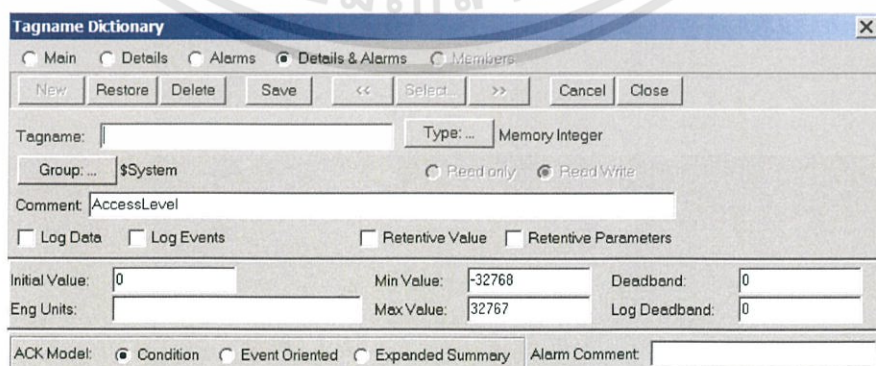 Tagname Dictionary
Main Details Alarms Details & Alarms Members
New Restore Delete Save << Select... >> Cancel Close
Tagname: Type: ... Memory Integer
Group: ... $System Read only Read Write
Comment: AccessLevel
Log Data Log Events Retentive Value Retentive Parameters
Initial Value: 0 Min Value: -32768 Deadband: 0
Eng Units: Max Value: 32767 Log Deadband: 0
ACK Model: Condition Event Oriented Expanded Summary Alarm Comment: